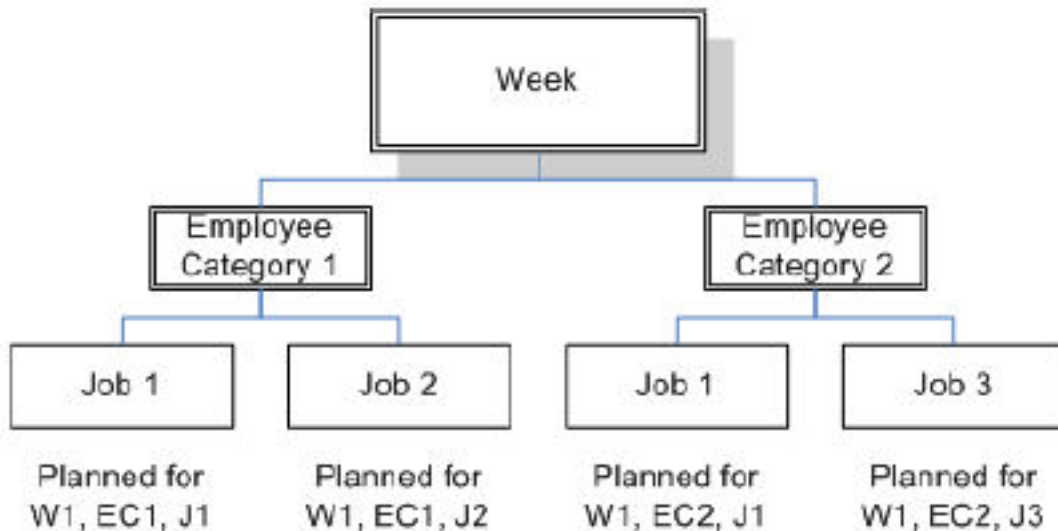 Week
Employee
Category 1
Employee
Category 2
Job 1
Job 2
Job 1
Job 3
Planned for
W1, EC1, J1
Planned for
W1, EC1, J2
Planned for
W1, EC2, J1
Planned for
W1, EC2, J3